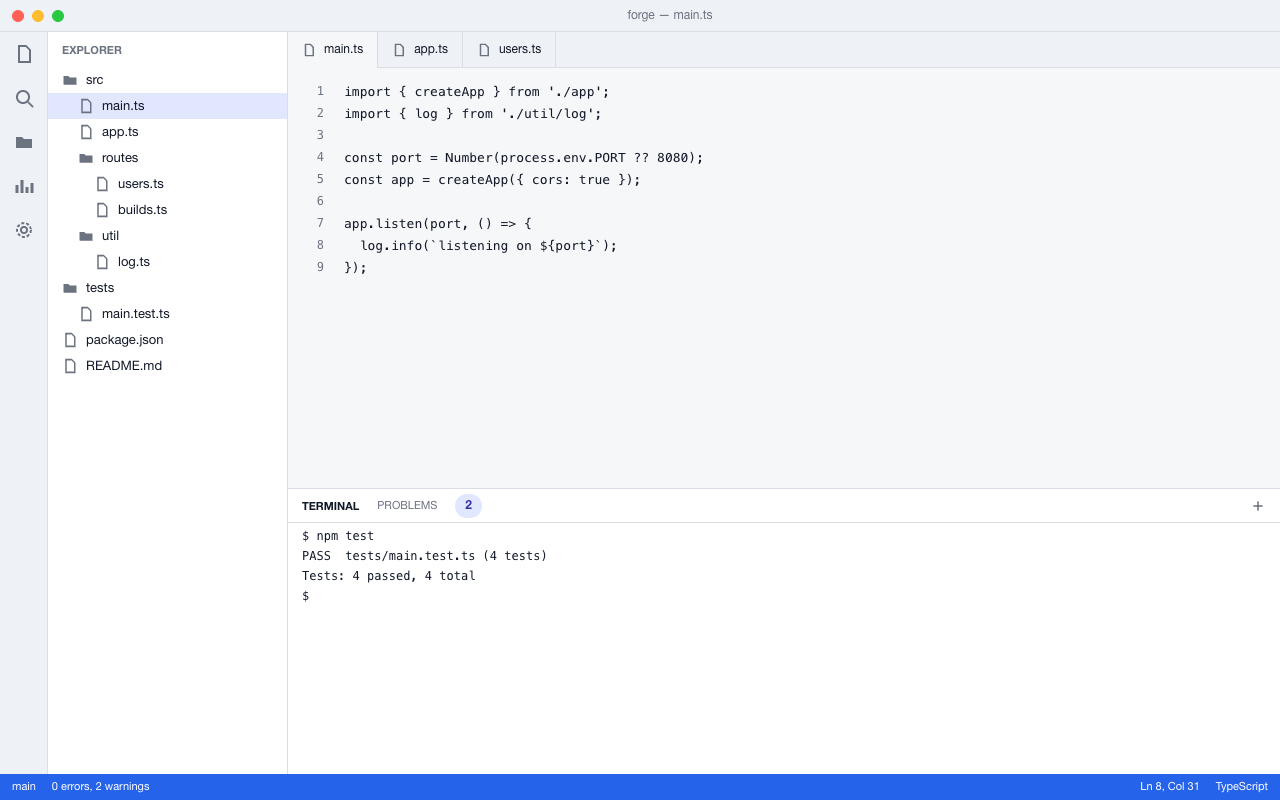 forge — main.ts
EXPLORER
src
main.ts
app.ts
routes
users.ts
builds.ts
util
log.ts
tests
main.test.ts
package.json
README.md
main.ts
app.ts
users.ts
1 import { createApp } from './app';
2 import { log } from './util/log';
3
4 const port = Number(process.env.PORT ?? 8080);
5 const app = createApp({ cors: true });
6
7 app.listen(port, () => {
8   log.info(`listening on ${port}`);
9 });
TERMINAL PROBLEMS 2
$ npm test
PASS  tests/main.test.ts (4 tests)
Tests: 4 passed, 4 total
$
main 0 errors, 2 warnings Ln 8, Col 31 TypeScript